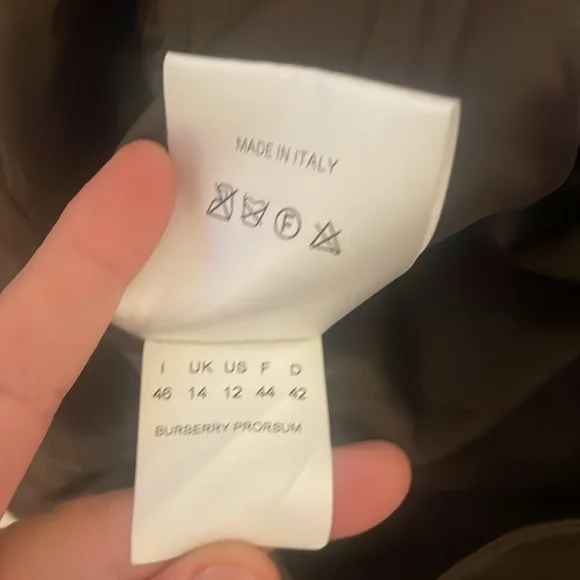 MADE IN ITALY
F
I UK US F D
46 14 12 44 42
BURBERRY PRORSUM